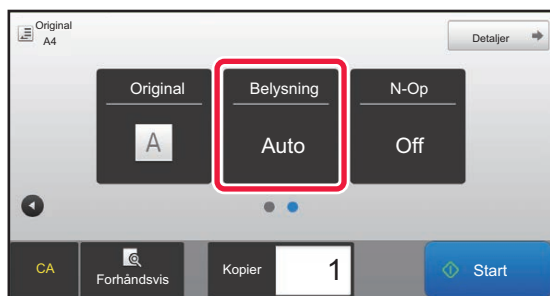 Original
A4
Detaljer
Original
Belysning
N-Op
A
Auto
Off
CA
Forhåndsvis
Kopier
1
Start